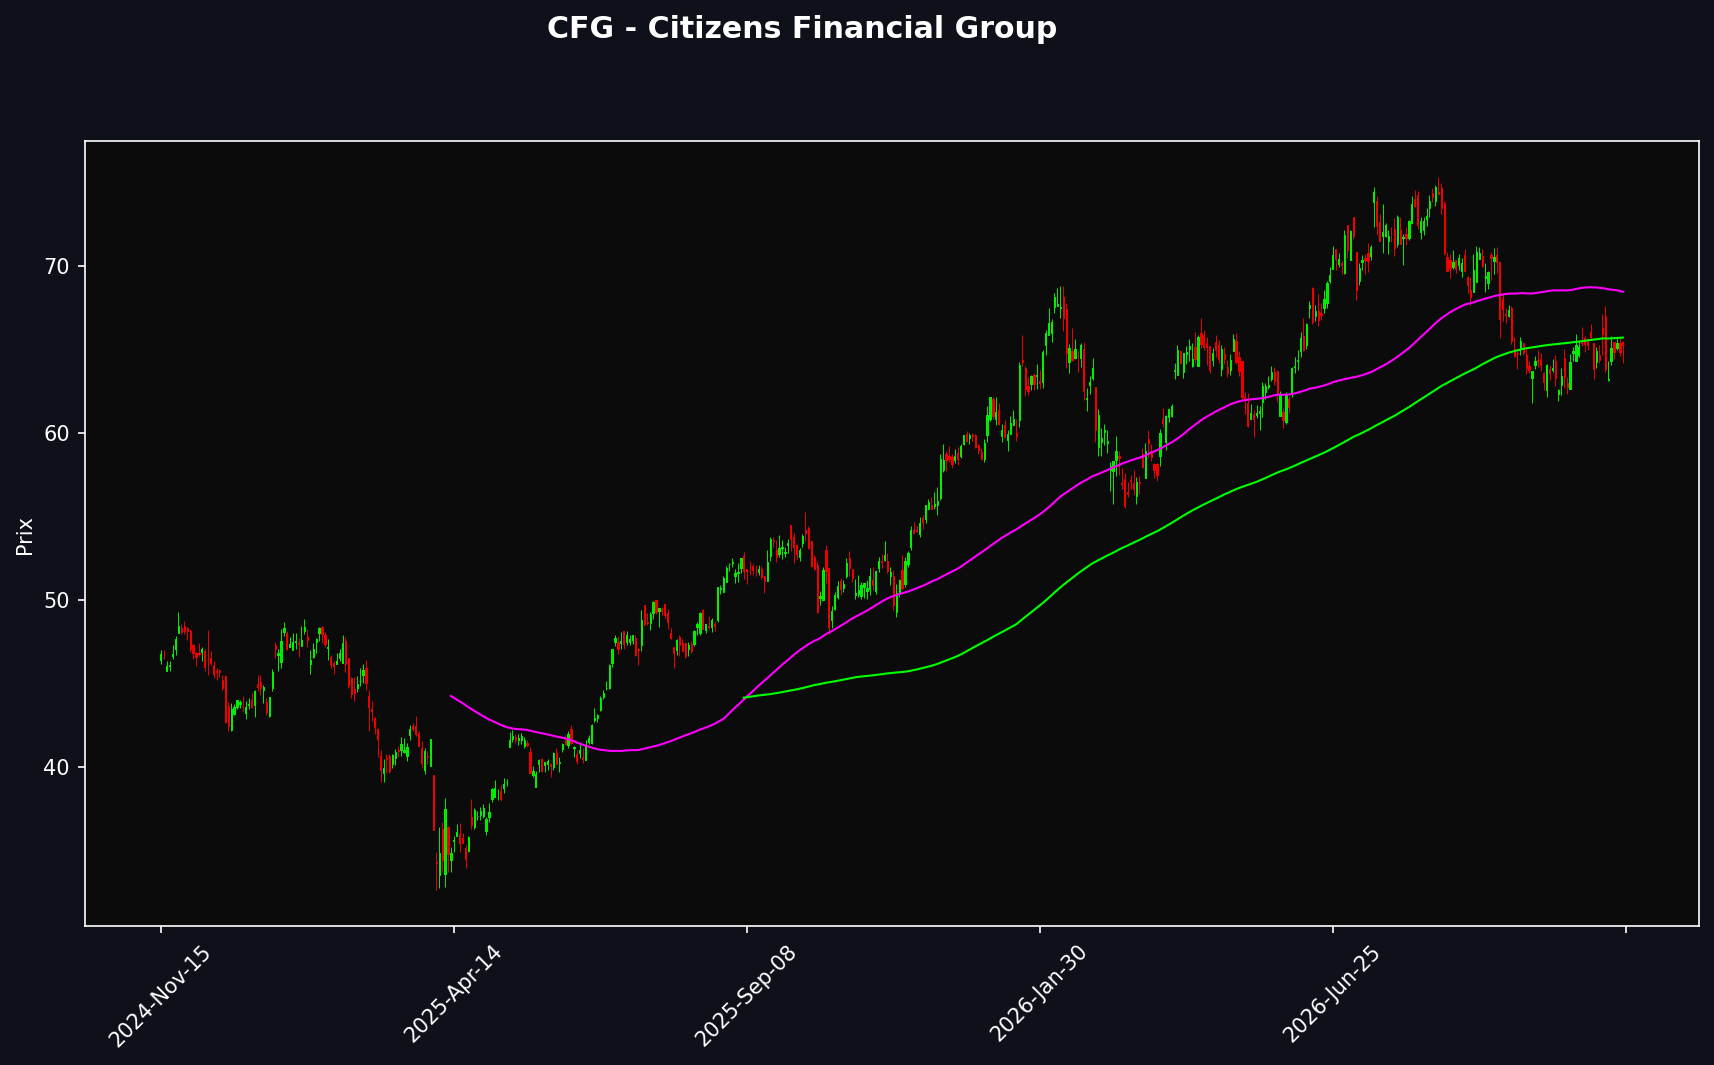 CFG - Citizens Financial Group
Prix
70
60
50
40
2024-Nov-15
2025-Apr-14
2025-Sep-08
2026-Jan-30
2026-Jun-25